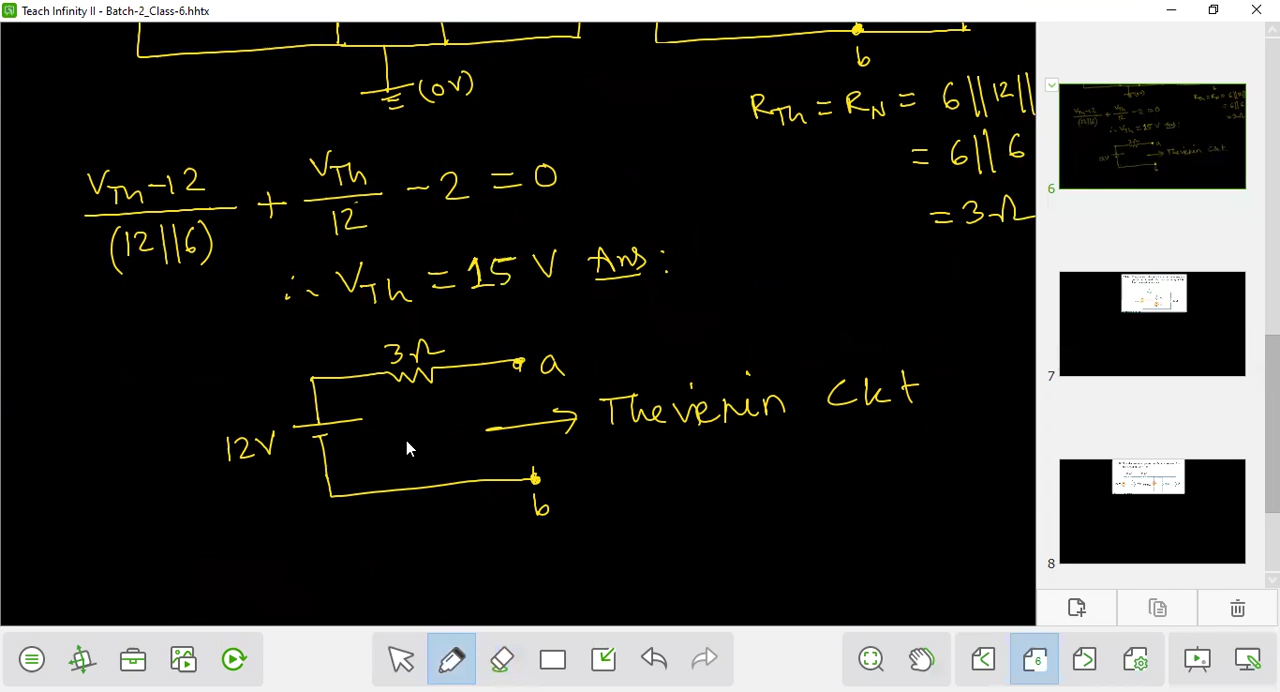 Teach Infinity II - Batch-2_Class-6.hhtx
(0V)
b
R_Th = R_N = 6||12||
= 6||6
= 3Ω
(V_Th-12)/(12||6) + V_Th/12 - 2 = 0
∴ V_Th = 15 V Ans:
3Ω
a
12V
→ Thevenin Ckt
b
6
7
8
6